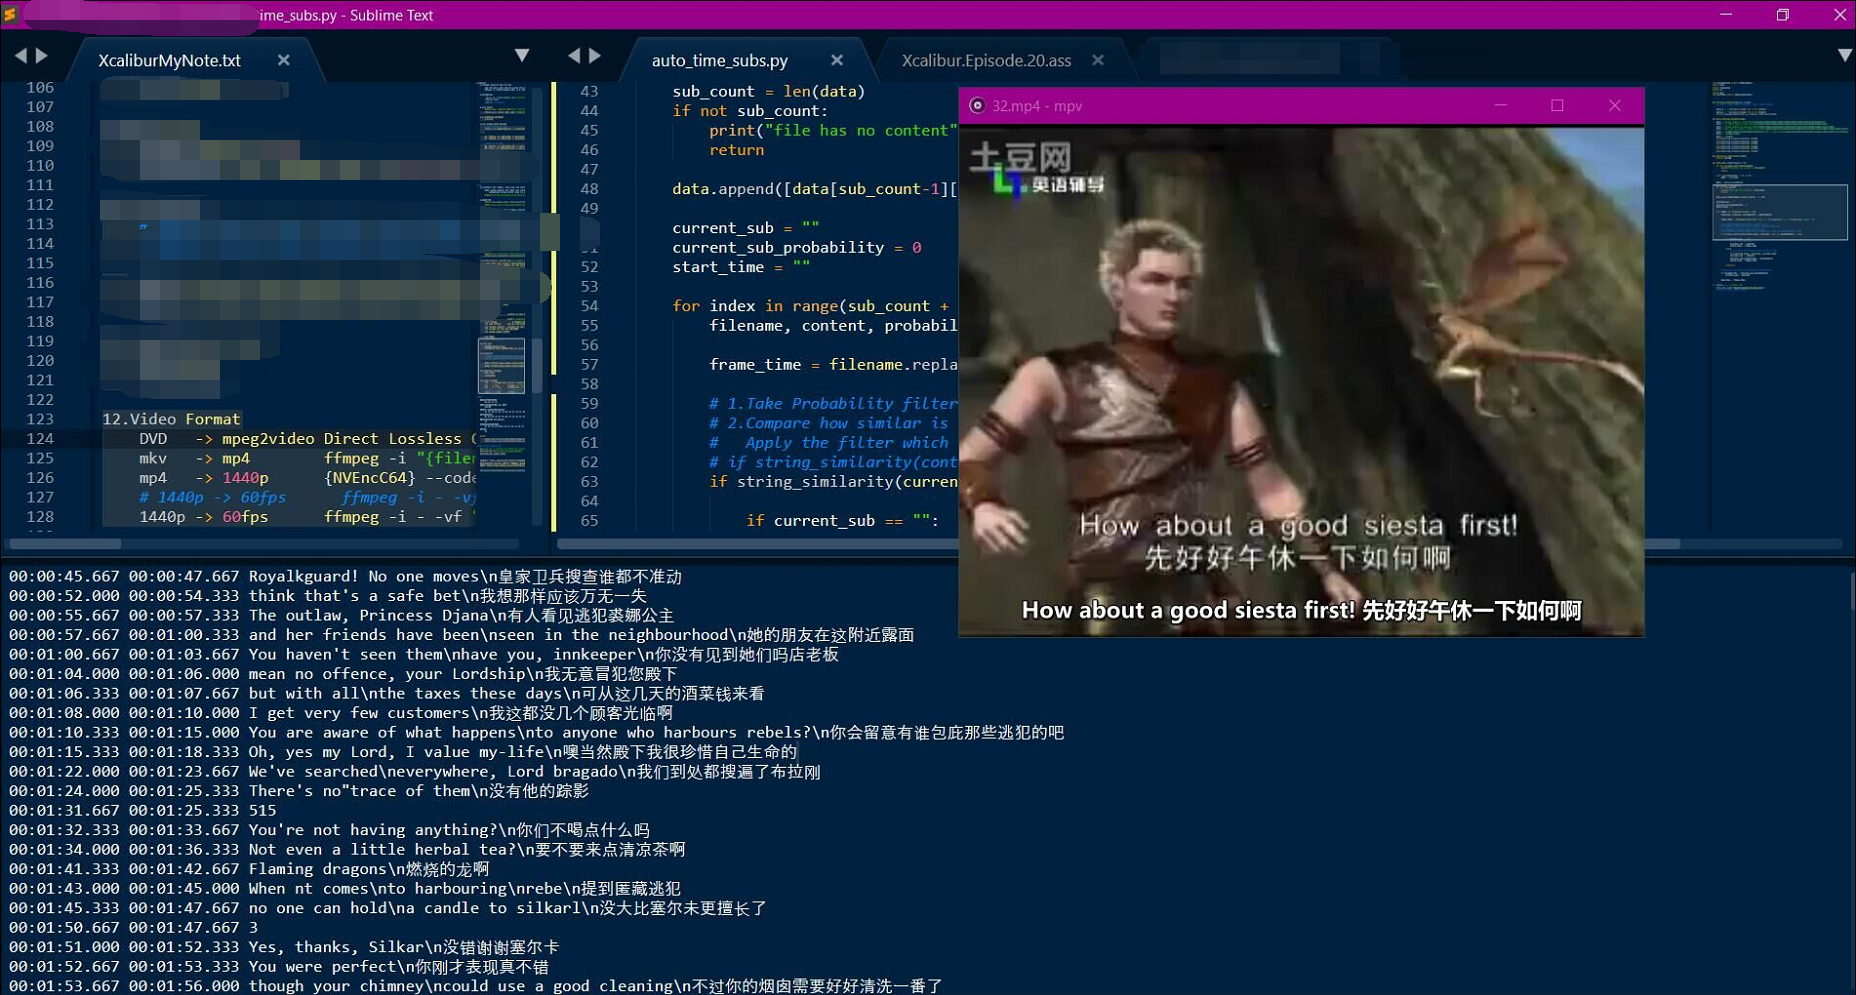 time_subs.py - Sublime Text
XcaliburMyNote.txt
auto_time_subs.py
Xcalibur.Episode.20.ass
106
107
108
109
110
111
112
113
114
115
116
117
118
119
120
121
122
123 12.Video Format
124 DVD -> mpeg2video Direct Lossless
125 mkv -> mp4 ffmpeg -i "{file
126 mp4 -> 1440p {NVEncC64} --code
127 # 1440p -> 60fps ffmpeg -i - -vf
128 1440p -> 60fps ffmpeg -i - -vf "
43 sub_count = len(data)
44 if not sub_count:
45 print("file has no content"
46 return
47
48 data.append([data[sub_count-1][
49
current_sub = ""
51 current_sub_probability = 0
52 start_time = ""
53
54 for index in range(sub_count +
55 filename, content, probabil
56
57 frame_time = filename.repla
58
59 # 1.Take Probability filter
60 # 2.Compare how similar is
61 # Apply the filter which
62 # if string_similarity(cont
63 if string_similarity(curren
64
65 if current_sub == "":
32.mp4 - mpv
土豆网
英语辅导
How about a good siesta first!
先好好午休一下如何啊
How about a good siesta first! 先好好午休一下如何啊
00:00:45.667 00:00:47.667 Royalkguard! No one moves\n皇家卫兵搜查谁都不准动
00:00:52.000 00:00:54.333 think that's a safe bet\n我想那样应该万无一失
00:00:55.667 00:00:57.667 The outlaw, Princess Djana\n有人看见逃犯裘娜公主
00:00:57.667 00:01:00.333 and her friends have been\nseen in the neighbourhood\n她的朋友在这附近露面
00:01:00.667 00:01:03.667 You haven't seen them\nhave you, innkeeper\n你没有见到她们吗店老板
00:01:04.000 00:01:06.000 mean no offence, your Lordship\n我无意冒犯您殿下
00:01:06.333 00:01:07.667 but with all\nthe taxes these days\n可从这几天的酒菜钱来看
00:01:08.000 00:01:10.000 I get very few customers\n我这都没几个顾客光临啊
00:01:10.333 00:01:15.000 You are aware of what happens\nto anyone who harbours rebels?\n你会留意有谁包庇那些逃犯的吧
00:01:15.333 00:01:18.333 Oh, yes my Lord, I value my-life\n噢当然殿下我很珍惜自己生命的
00:01:22.000 00:01:23.667 We've searched\neverywhere, Lord bragado\n我们到处都搜遍了布拉刚
00:01:24.000 00:01:25.333 There's no"trace of them\n没有他的踪影
00:01:31.667 00:01:25.333 515
00:01:32.333 00:01:33.667 You're not having anything?\n你们不喝点什么吗
00:01:34.000 00:01:36.333 Not even a little herbal tea?\n要不要来点清凉茶啊
00:01:41.333 00:01:42.667 Flaming dragons\n燃烧的龙啊
00:01:43.000 00:01:45.000 When nt comes\nto harbouring\nrebe\n提到匿藏逃犯
00:01:45.333 00:01:47.667 no one can hold\na candle to silkarl\n没大比塞尔未更擅长了
00:01:50.667 00:01:47.667 3
00:01:51.000 00:01:52.333 Yes, thanks, Silkar\n没错谢谢塞尔卡
00:01:52.667 00:01:53.333 You were perfect\n你刚才表现真不错
00:01:53.667 00:01:56.000 though your chimney\ncould use a good cleaning\n不过你的烟囱需要好好清洗一番了